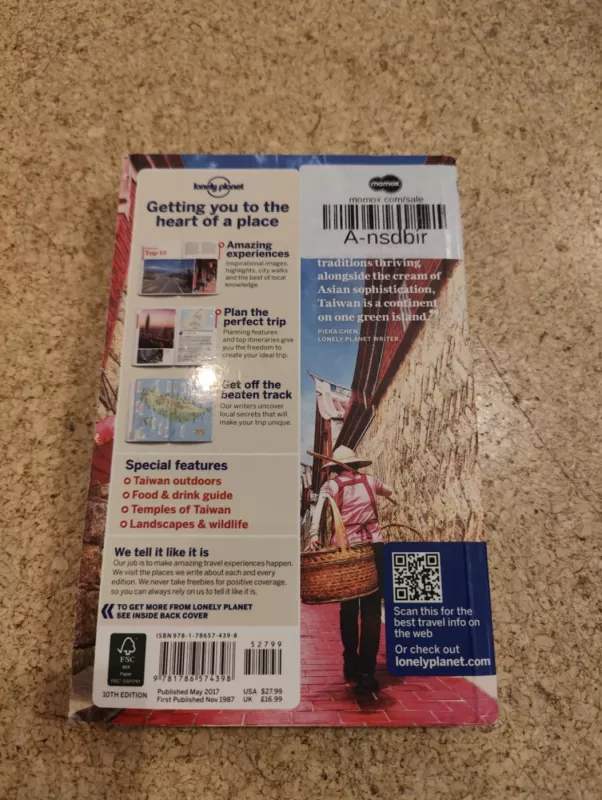 lonely planet
Getting you to the
heart of a place
Top 15
Amazing
experiences
Inspirational images,
highlights, city walks
and the best of local
knowledge.
Plan the
perfect trip
Planning features
and top itineraries give
you the freedom to
create your ideal trip.
Get off the
beaten track
Our writers uncover
local secrets that will
make your trip unique.
Special features
Taiwan outdoors
Food & drink guide
Temples of Taiwan
Landscapes & wildlife
We tell it like it is
Our job is to make amazing travel experiences happen.
We visit the places we write about each and every
edition. We never take freebies for positive coverage,
so you can always rely on us to tell it like it is.
TO GET MORE FROM LONELY PLANET
SEE INSIDE BACK COVER
FSC
MIX
Paper
ISBN 978-1-78657-439-8
52799
9 781786 574398
10TH EDITION
Published May 2017
First Published Nov 1987
USA $27.99
UK £16.99
momox
momox.com/sale
A-nsdbir
traditions thriving
alongside the cream of
Asian sophistication,
Taiwan is a continent
on one green island.”
PIERA CHEN,
LONELY PLANET WRITER
Scan this for the
best travel info on
the web
Or check out
lonelyplanet.com